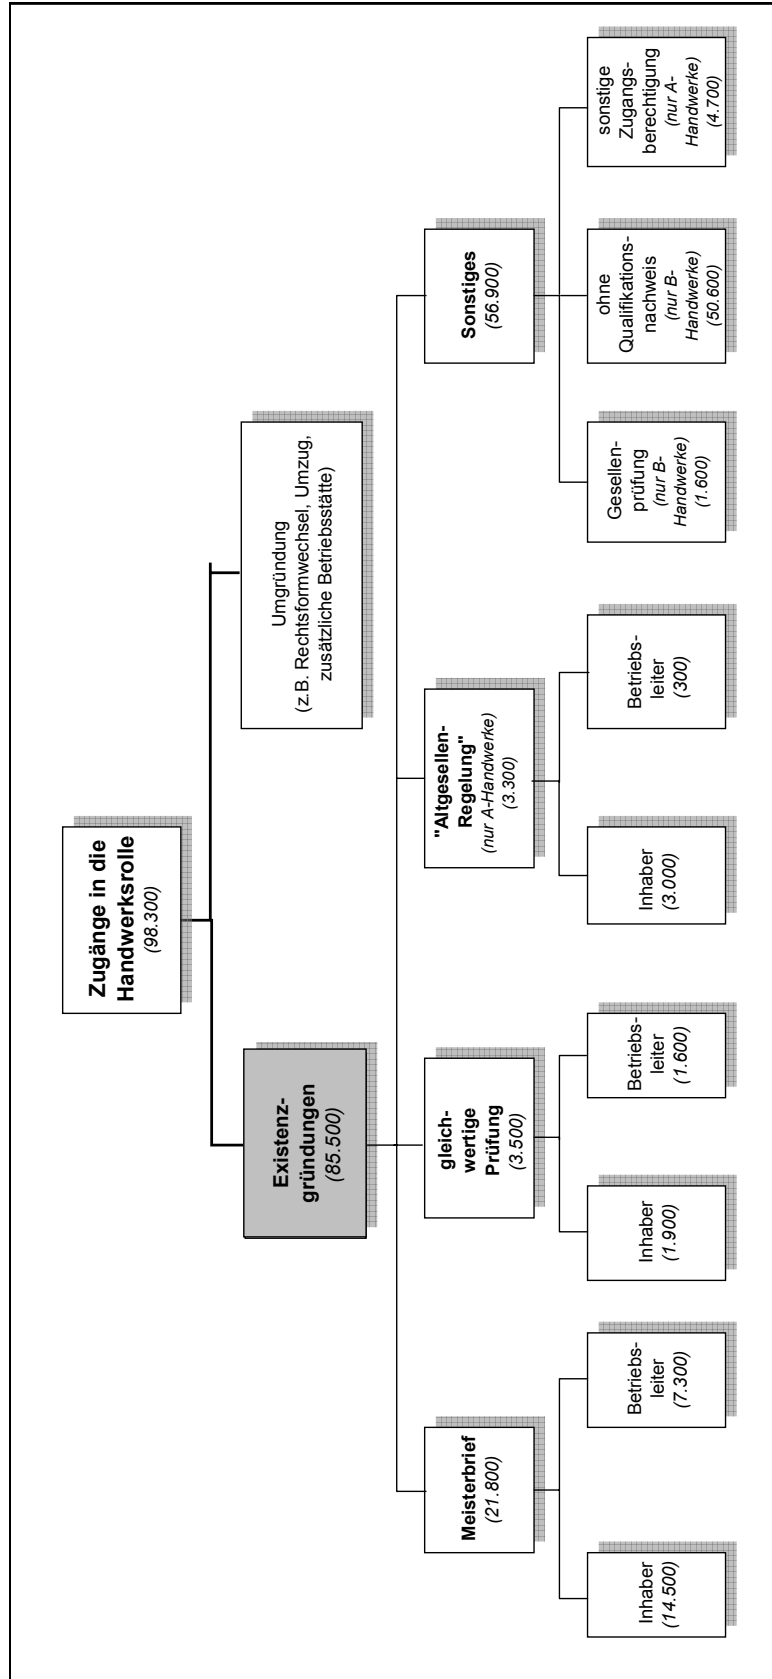 Zugänge in die
Handwerksrolle
(98.300)
Existenz-
gründungen
(85.500)
Umgründung
(z.B. Rechtsformwechsel, Umzug,
zusätzliche Betriebsstätte)
Meisterbrief
(21.800)
gleich-
wertige
Prüfung
(3.500)
"Altgesellen-
Regelung"
(nur A-Handwerke)
(3.300)
Sonstiges
(56.900)
Inhaber
(14.500)
Betriebs-
leiter
(7.300)
Inhaber
(1.900)
Betriebs-
leiter
(1.600)
Inhaber
(3.000)
Betriebs-
leiter
(300)
Gesellen-
prüfung
(nur B-
Handwerke)
(1.600)
ohne
Qualifikations-
nachweis
(nur B-
Handwerke)
(50.600)
sonstige
Zugangs-
berechtigung
(nur A-
Handwerke)
(4.700)